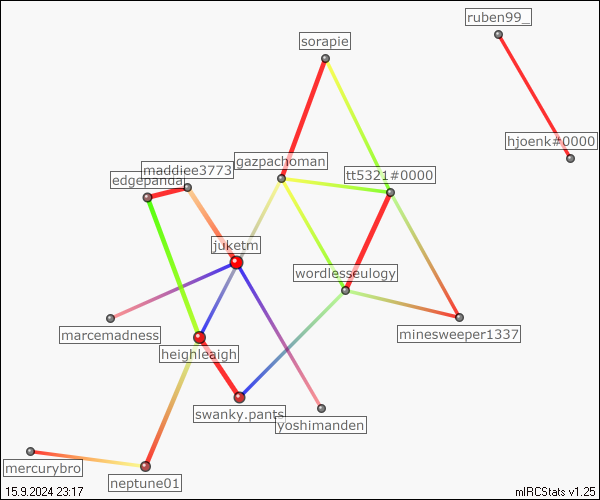 ruben99_
sorapie
hjoenk#0000
gazpachoman
maddiee3773
tt5321#0000
edgepanda
juketm
wordlesseulogy
marcemadness
minesweeper1337
heighleaigh
swanky.pants
yoshimanden
mercurybro
neptune01
15.9.2024 23:17
mIRCStats v1.25